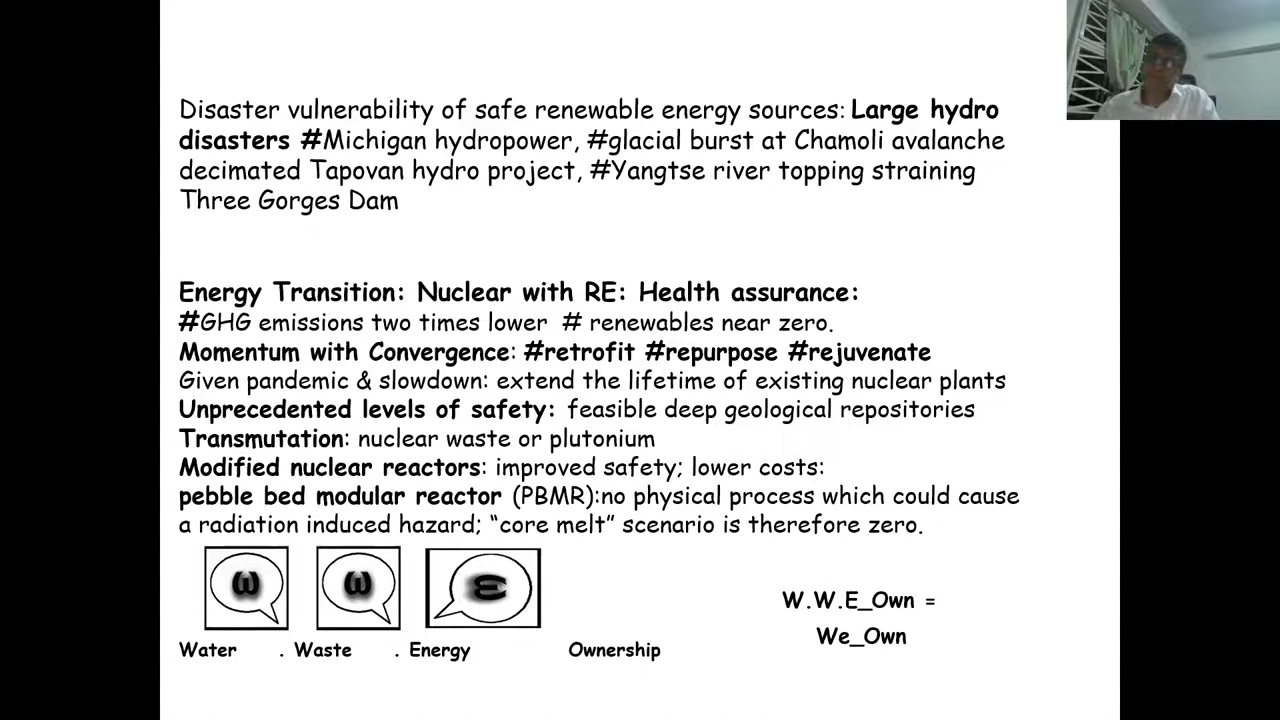 Disaster vulnerability of safe renewable energy sources: Large hydro
disasters #Michigan hydropower, #glacial burst at Chamoli avalanche
decimated Tapovan hydro project, #Yangtse river topping straining
Three Gorges Dam
Energy Transition: Nuclear with RE: Health assurance:
#GHG emissions two times lower # renewables near zero.
Momentum with Convergence: #retrofit #repurpose #rejuvenate
Given pandemic & slowdown: extend the lifetime of existing nuclear plants
Unprecedented levels of safety: feasible deep geological repositories
Transmutation: nuclear waste or plutonium
Modified nuclear reactors: improved safety; lower costs:
pebble bed modular reactor (PBMR):no physical process which could cause
a radiation induced hazard; “core melt” scenario is therefore zero.
ω ω ε
W.W.E_Own =
We_Own
Water . Waste . Energy Ownership